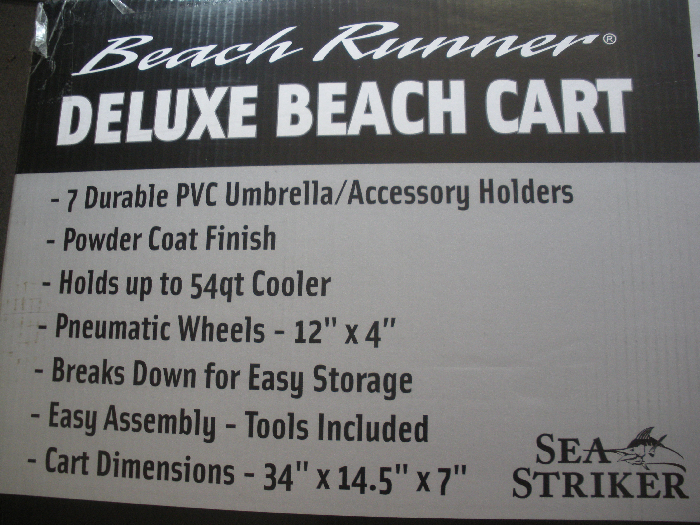 Beach Runner®
DELUXE BEACH CART
- 7 Durable PVC Umbrella/Accessory Holders
- Powder Coat Finish
- Holds up to 54qt Cooler
- Pneumatic Wheels - 12" x 4"
- Breaks Down for Easy Storage
- Easy Assembly - Tools Included
- Cart Dimensions - 34" x 14.5" x 7"
SEA
STRIKER